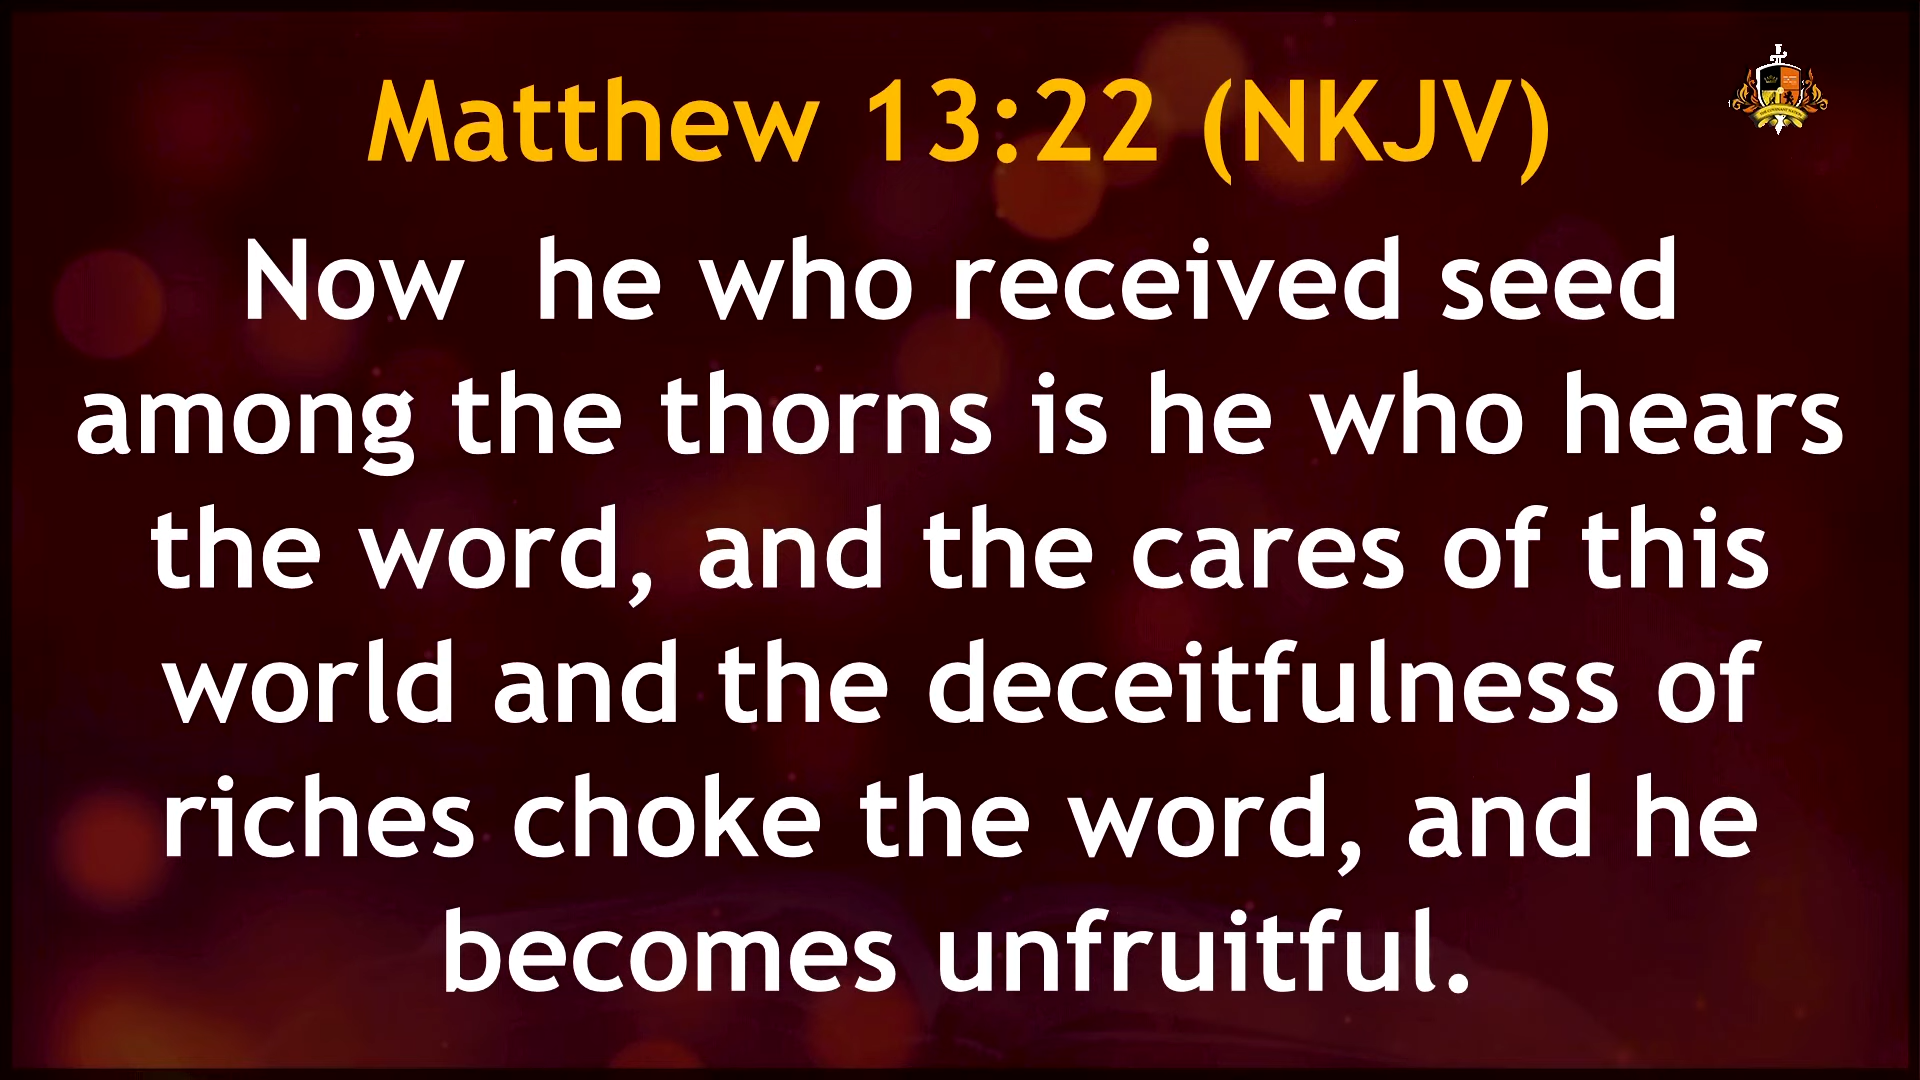 Matthew 13:22 (NKJV)
Now  he who received seed
among the thorns is he who hears
the word, and the cares of this
world and the deceitfulness of
riches choke the word, and he
becomes unfruitful.